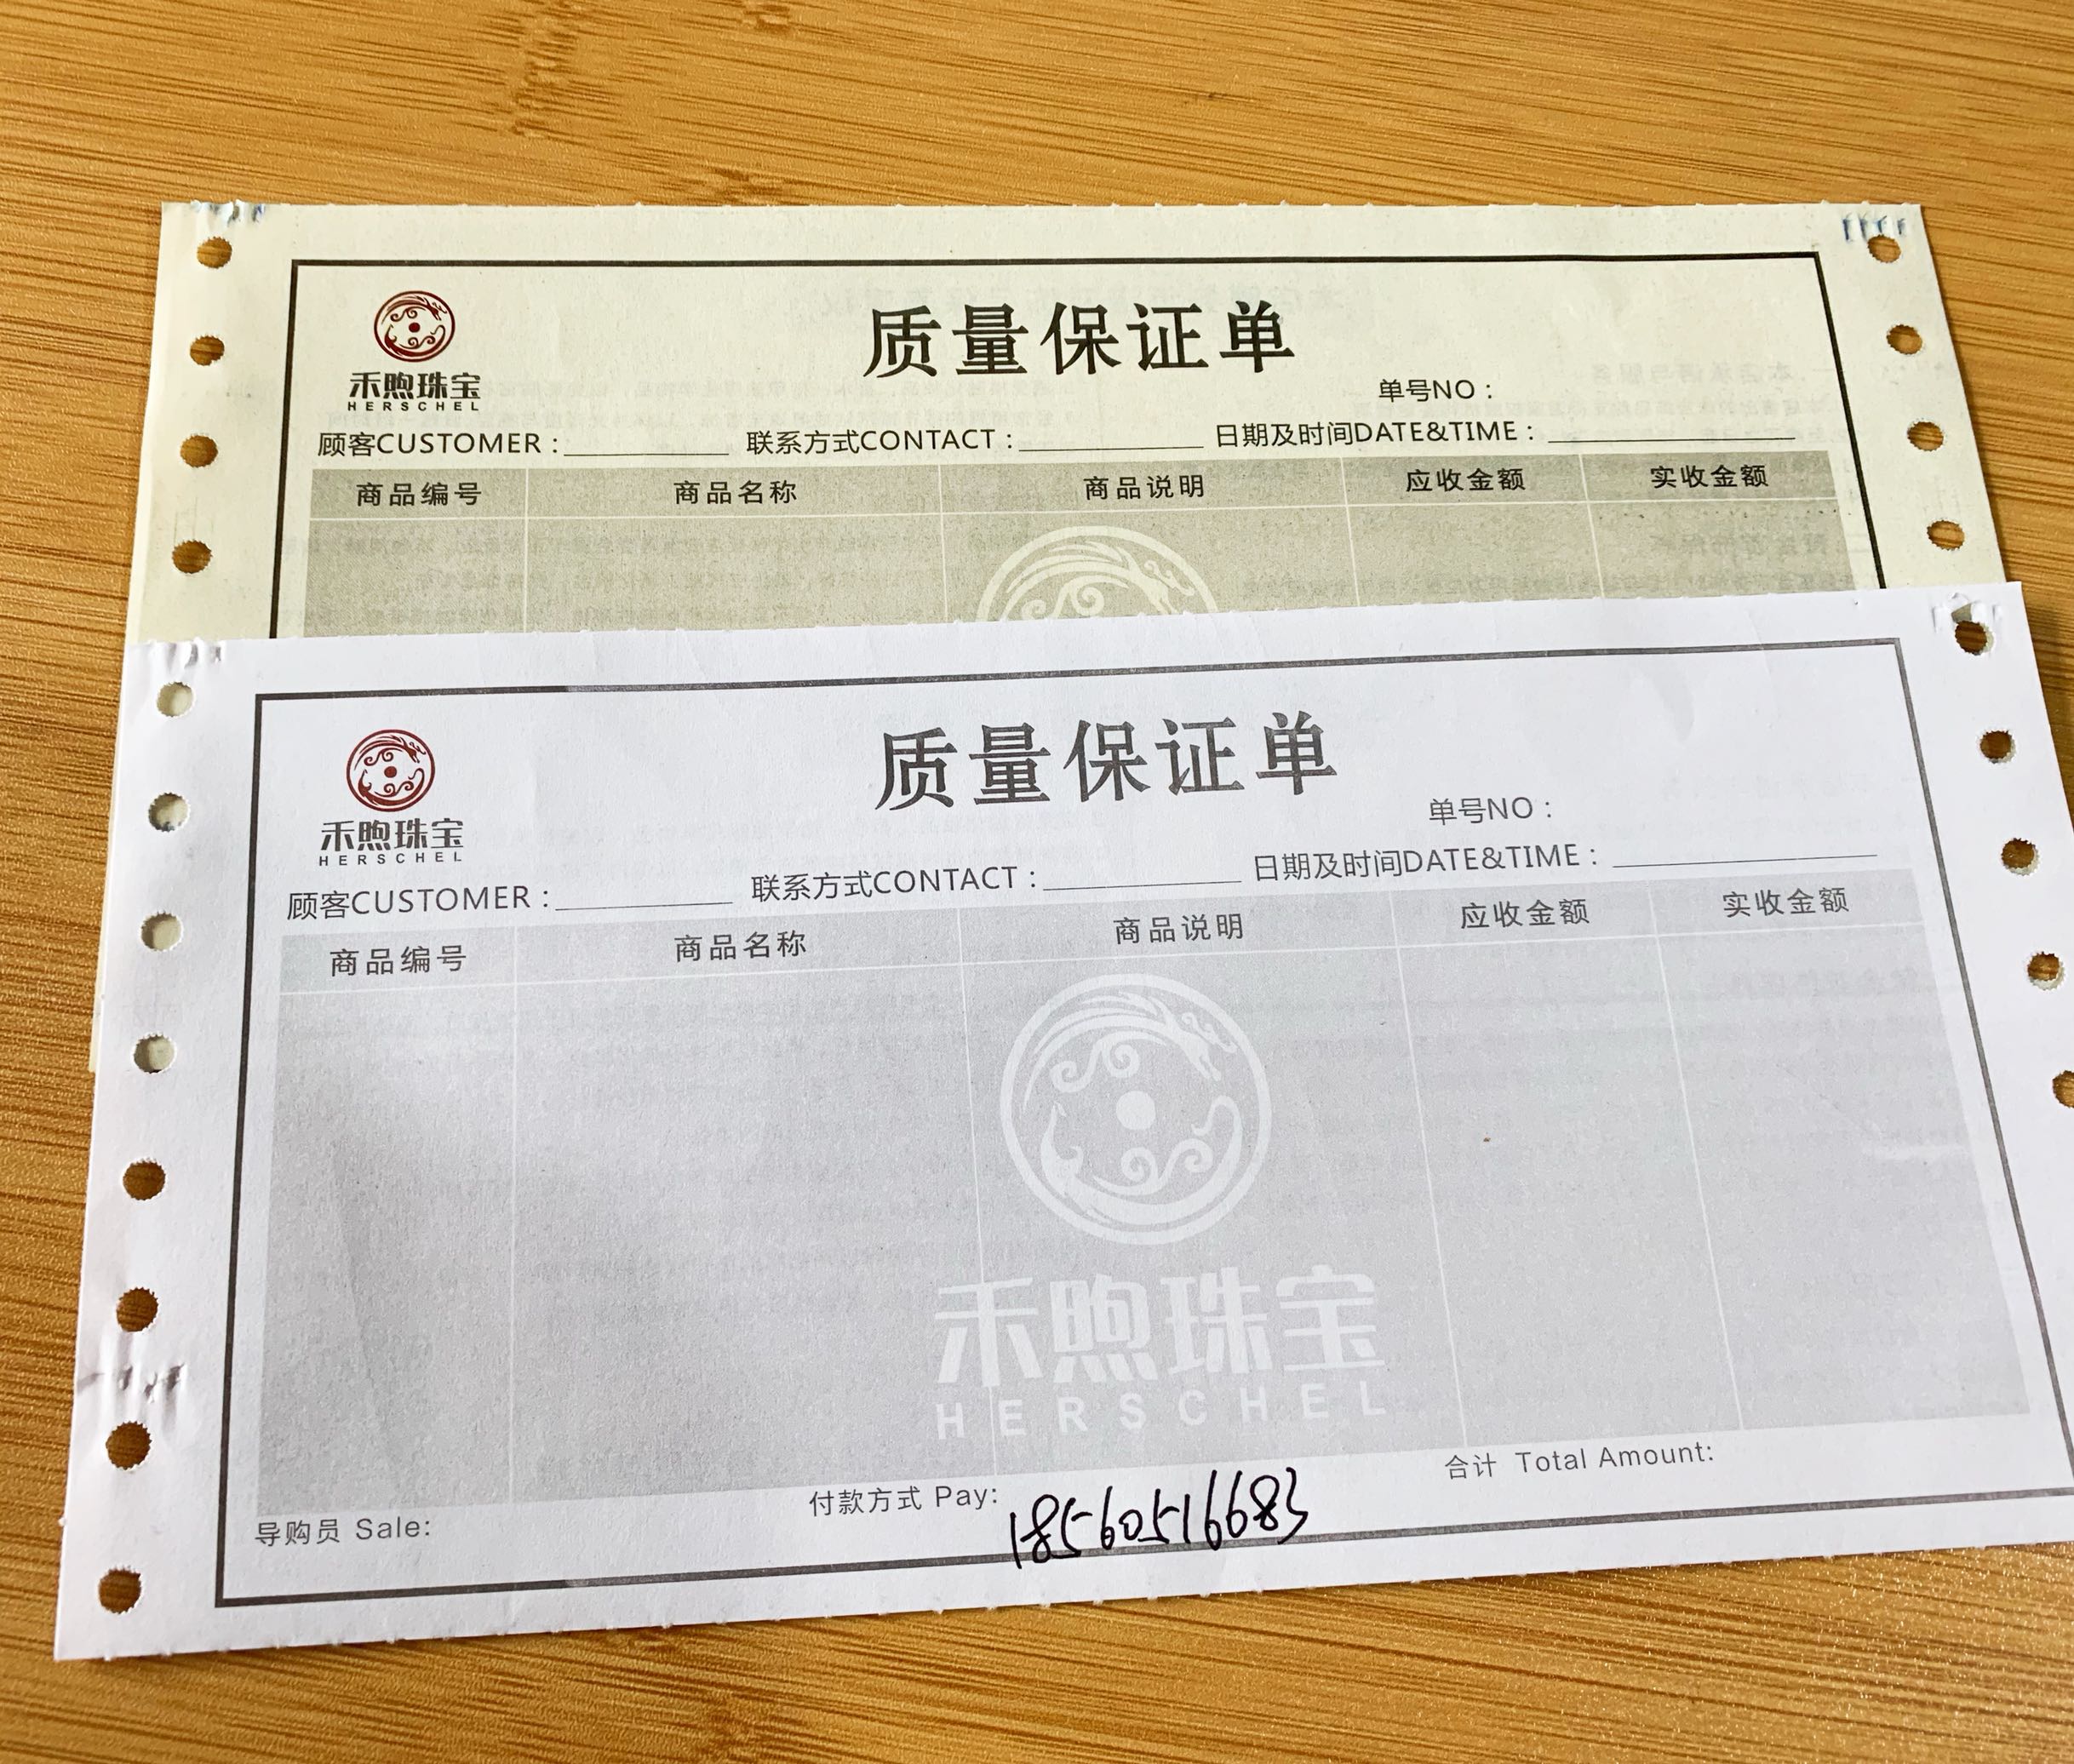 质量保证单
禾煦珠宝
HERSCHEL
单号NO：
顾客CUSTOMER：
联系方式CONTACT：
日期及时间DATE&TIME：
商品编号 商品名称 商品说明 应收金额 实收金额
质量保证单
禾煦珠宝
HERSCHEL
单号NO：
顾客CUSTOMER：
联系方式CONTACT：
日期及时间DATE&TIME：
商品编号 商品名称 商品说明 应收金额 实收金额
禾煦珠宝
HERSCHEL
导购员 Sale:
付款方式 Pay:
合计 Total Amount:
18560516683